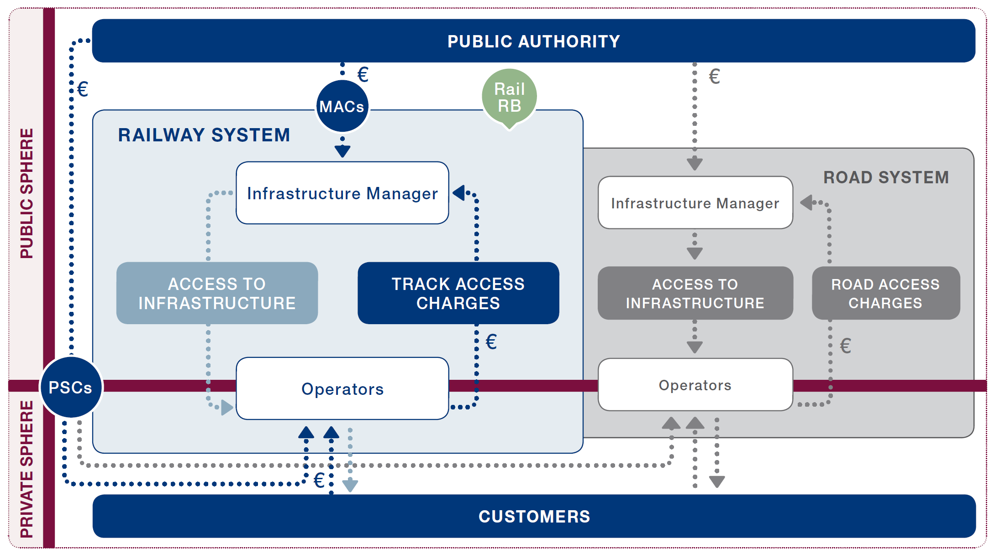 PUBLIC AUTHORITY
€
€
€
MACs
Rail
RB
RAILWAY SYSTEM
ROAD SYSTEM
PUBLIC SPHERE
Infrastructure Manager
Infrastructure Manager
ACCESS TO
INFRASTRUCTURE
TRACK ACCESS
CHARGES
ACCESS TO
INFRASTRUCTURE
ROAD ACCESS
CHARGES
€
€
PSCs
Operators
Operators
PRIVATE SPHERE
€
CUSTOMERS